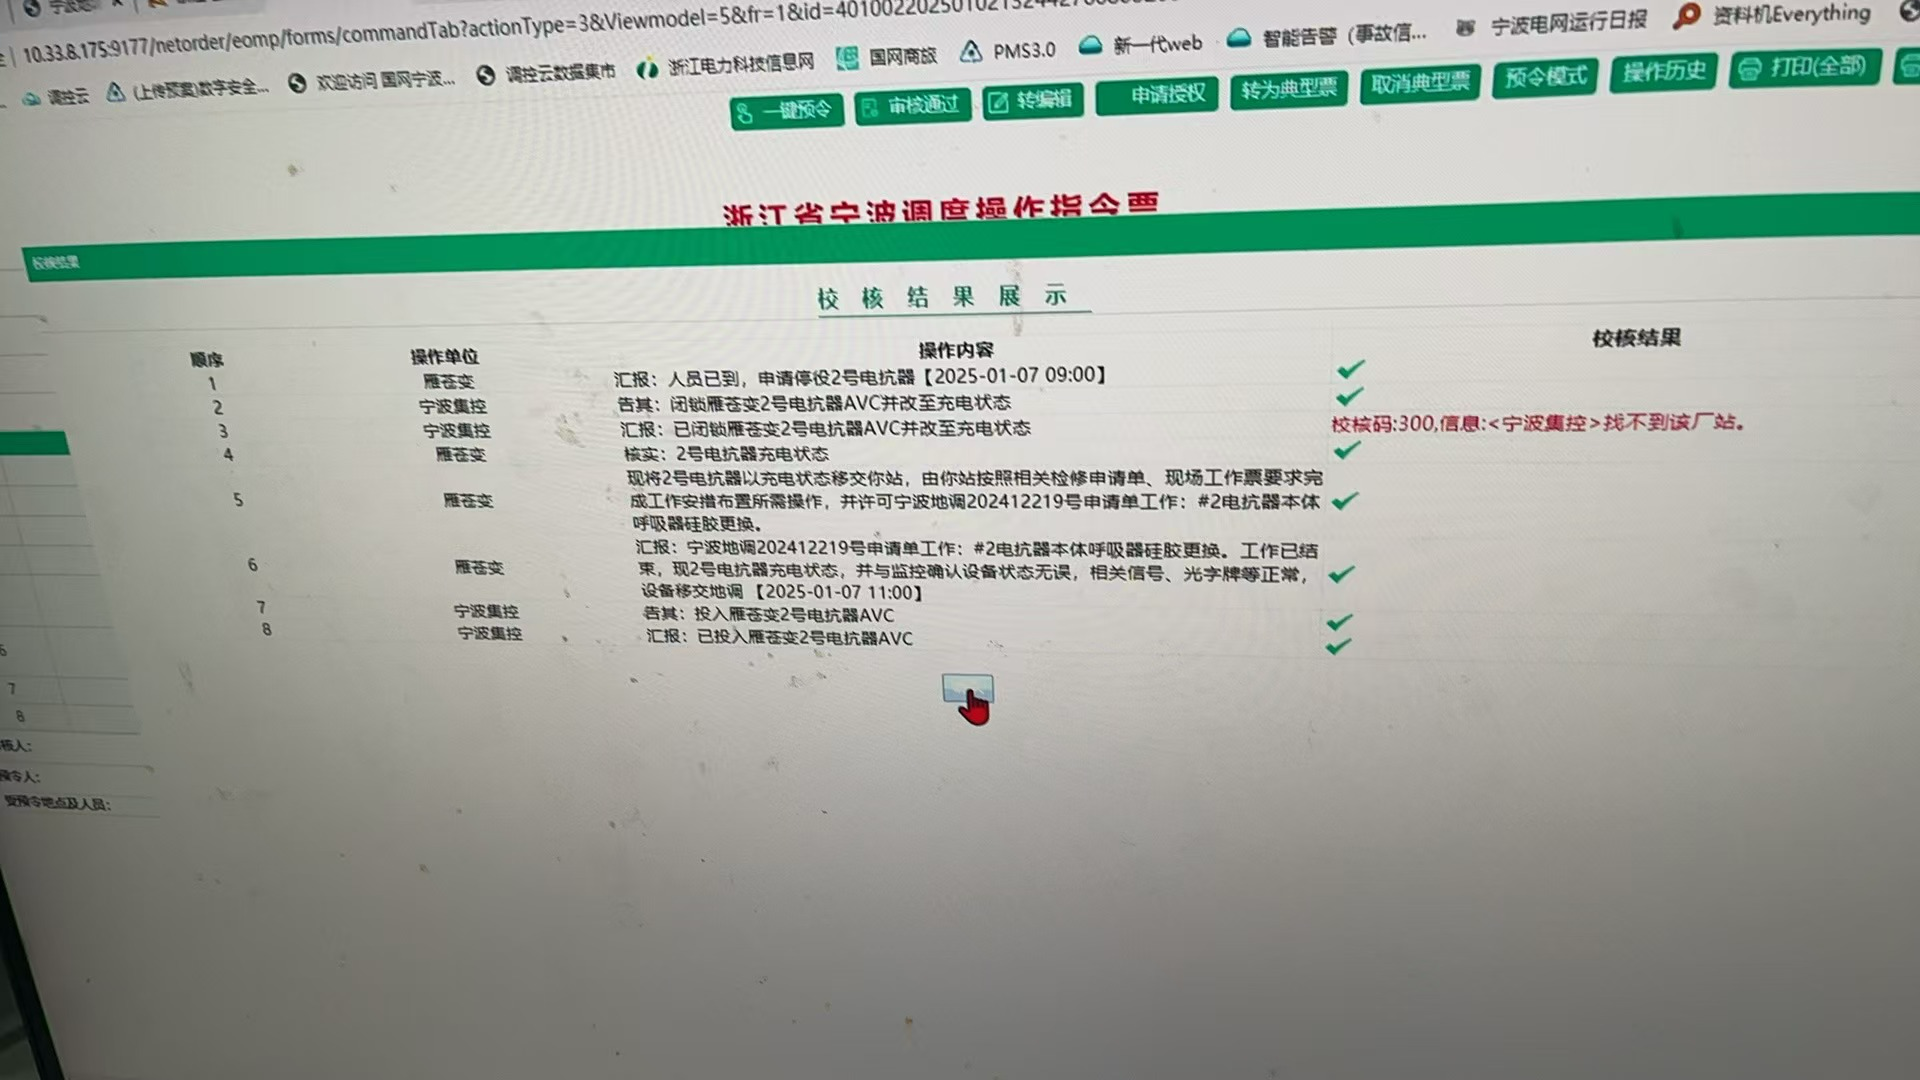 10.33.8.175:9177/netorder/eomp/forms/commandTab?actionType=3&Viewmodel=5&fr=1&id=
调控云
(上传预案)数字安全...
欢迎访问 国网宁波...
调控云数据集市
浙江电力科技信息网
国网商旅
PMS3.0
新一代web
智能告警（事故信...
宁波电网运行日报
资料机Everything
一键预令
审核通过
转编辑
申请授权
转为典型票
取消典型票
预令模式
操作历史
打印(全部)
浙江省宁波调度操作指令票
校核结果
校核结果展示
顺序 操作单位 操作内容 校核结果
1 雁苍变 汇报：人员已到，申请停役2号电抗器【2025-01-07 09:00】
2 宁波集控 告其：闭锁雁苍变2号电抗器AVC并改至充电状态
3 宁波集控 汇报：已闭锁雁苍变2号电抗器AVC并改至充电状态 校核码:300,信息:<宁波集控>找不到该厂站。
4 雁苍变 核实：2号电抗器充电状态
现将2号电抗器以充电状态移交你站，由你站按照相关检修申请单、现场工作票要求完
5 雁苍变 成工作安措布置所需操作，并许可宁波地调202412219号申请单工作：#2电抗器本体
呼吸器硅胶更换。
汇报：宁波地调202412219号申请单工作：#2电抗器本体呼吸器硅胶更换。工作已结
6 雁苍变 束，现2号电抗器充电状态，并与监控确认设备状态无误，相关信号、光字牌等正常，
设备移交地调【2025-01-07 11:00】
7 宁波集控 告其：投入雁苍变2号电抗器AVC
8 宁波集控 汇报：已投入雁苍变2号电抗器AVC
7
8
核人：
预令人：
受预令地点及人员：